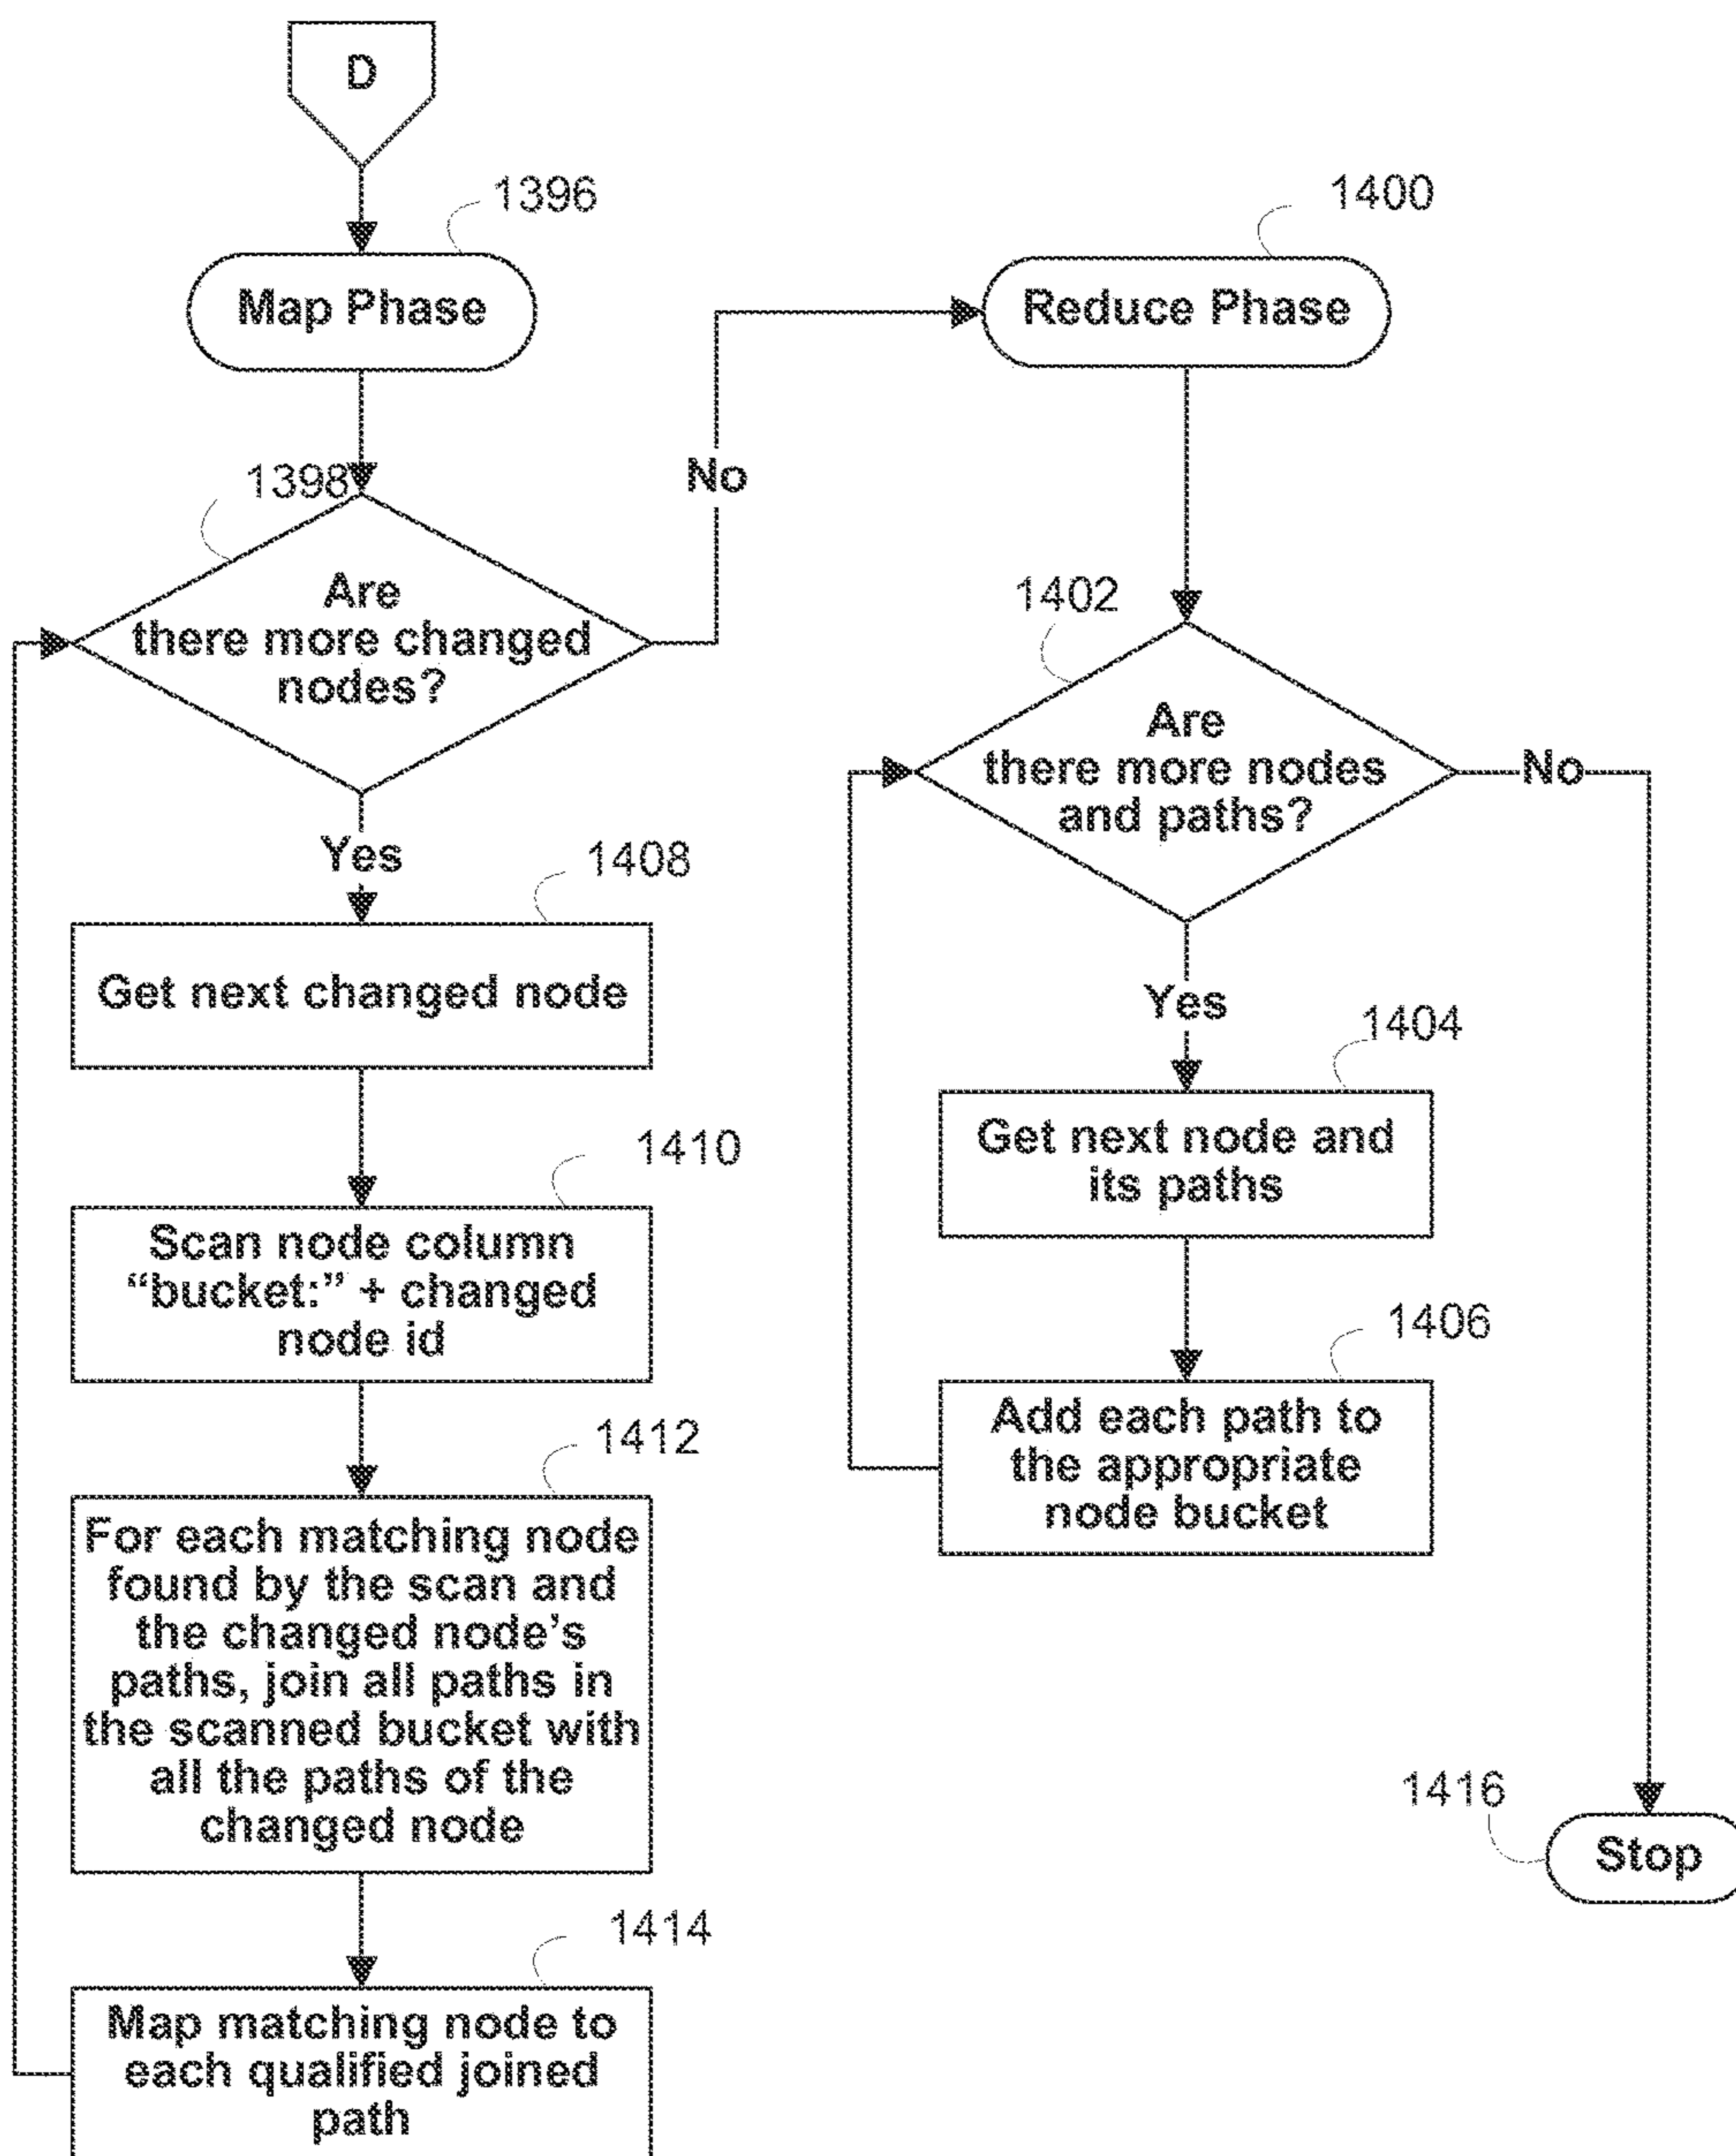 D
1396
Map Phase
1398
Are
there more changed
nodes?
No
Yes
1408
Get next changed node
1410
Scan node column
“bucket:” + changed
node id
1412
For each matching node
found by the scan and
the changed node’s
paths, join all paths in
the scanned bucket with
all the paths of the
changed node
1414
Map matching node to
each qualified joined
path
1400
Reduce Phase
1402
Are
there more nodes
and paths?
No
Yes
1404
Get next node and
its paths
1406
Add each path to
the appropriate
node bucket
1416
Stop